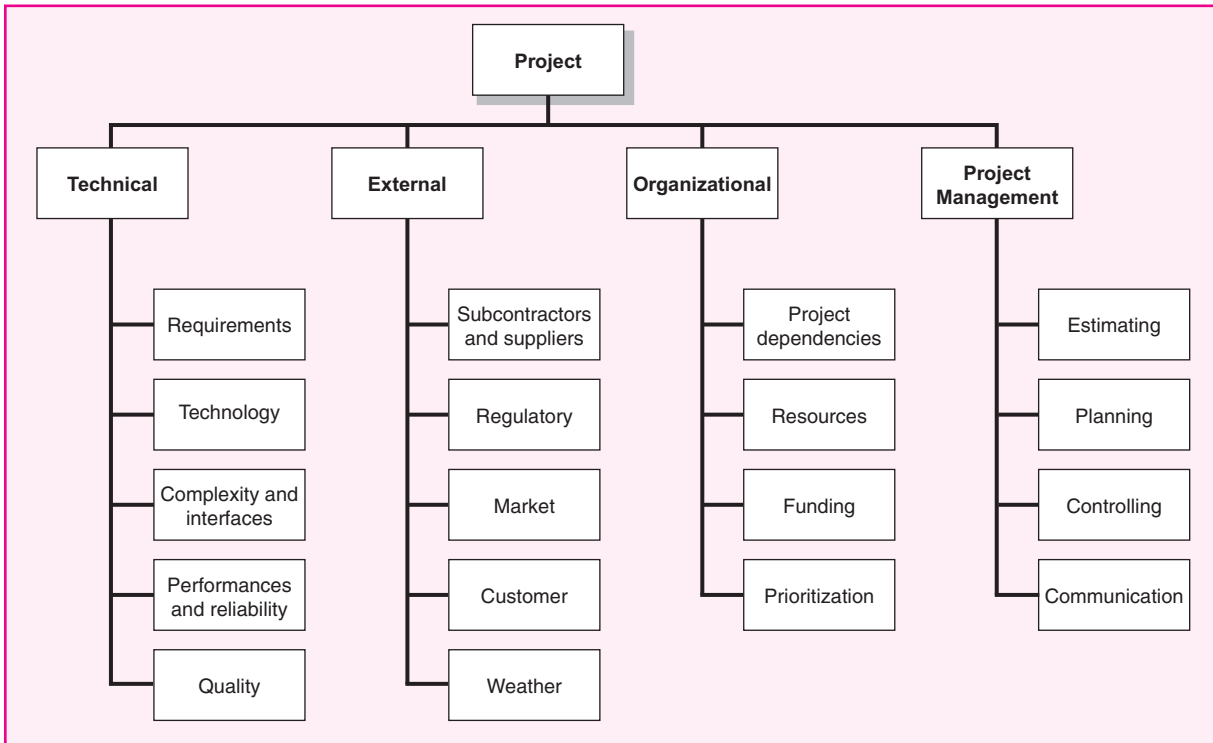 Project
Technical
External
Organizational
Project
Management
Requirements
Technology
Complexity and
interfaces
Performances
and reliability
Quality
Subcontractors
and suppliers
Regulatory
Market
Customer
Weather
Project
dependencies
Resources
Funding
Prioritization
Estimating
Planning
Controlling
Communication